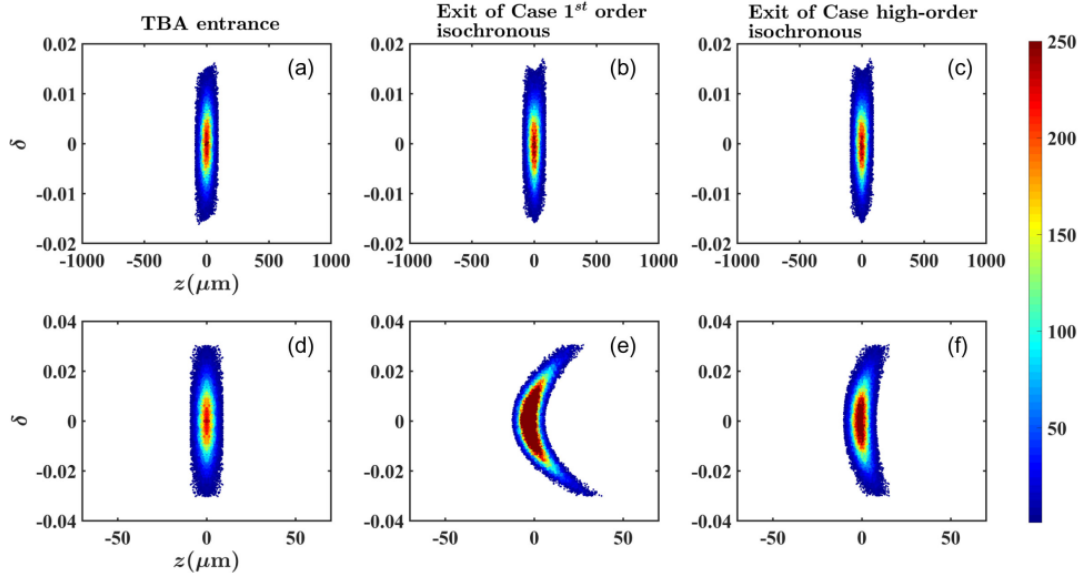 TBA entrance
Exit of Case 1st order
isochronous
Exit of Case high-order
isochronous
0.02
0.01
0
-0.01
-0.02
δ
(a)
-1000 -500 0 500 1000
z(μm)
0.02
0.01
0
-0.01
-0.02
(b)
-1000 -500 0 500 1000
0.02
0.01
0
-0.01
-0.02
(c)
-1000 -500 0 500 1000
250
200
150
100
50
0.04
0.02
0
-0.02
-0.04
δ
(d)
-50 0 50
z(μm)
0.04
0.02
0
-0.02
-0.04
(e)
-50 0 50
0.04
0.02
0
-0.02
-0.04
(f)
-50 0 50